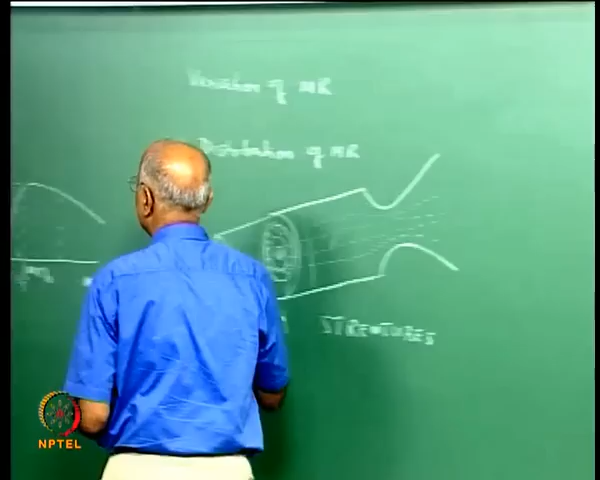 Variation of MR
Distribution of MR
STRUCTURES
NPTEL